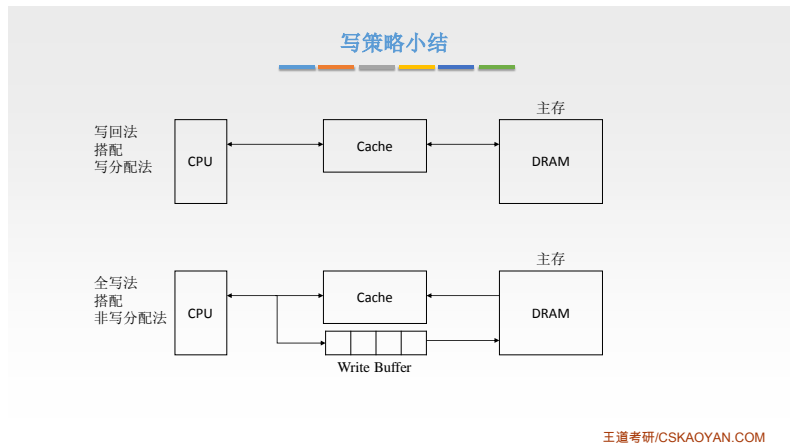 写策略小结
主存
写回法
搭配
写分配法
CPU
Cache
DRAM
主存
全写法
搭配
非写分配法
CPU
Cache
DRAM
Write Buffer
王道考研/CSKAOYAN.COM